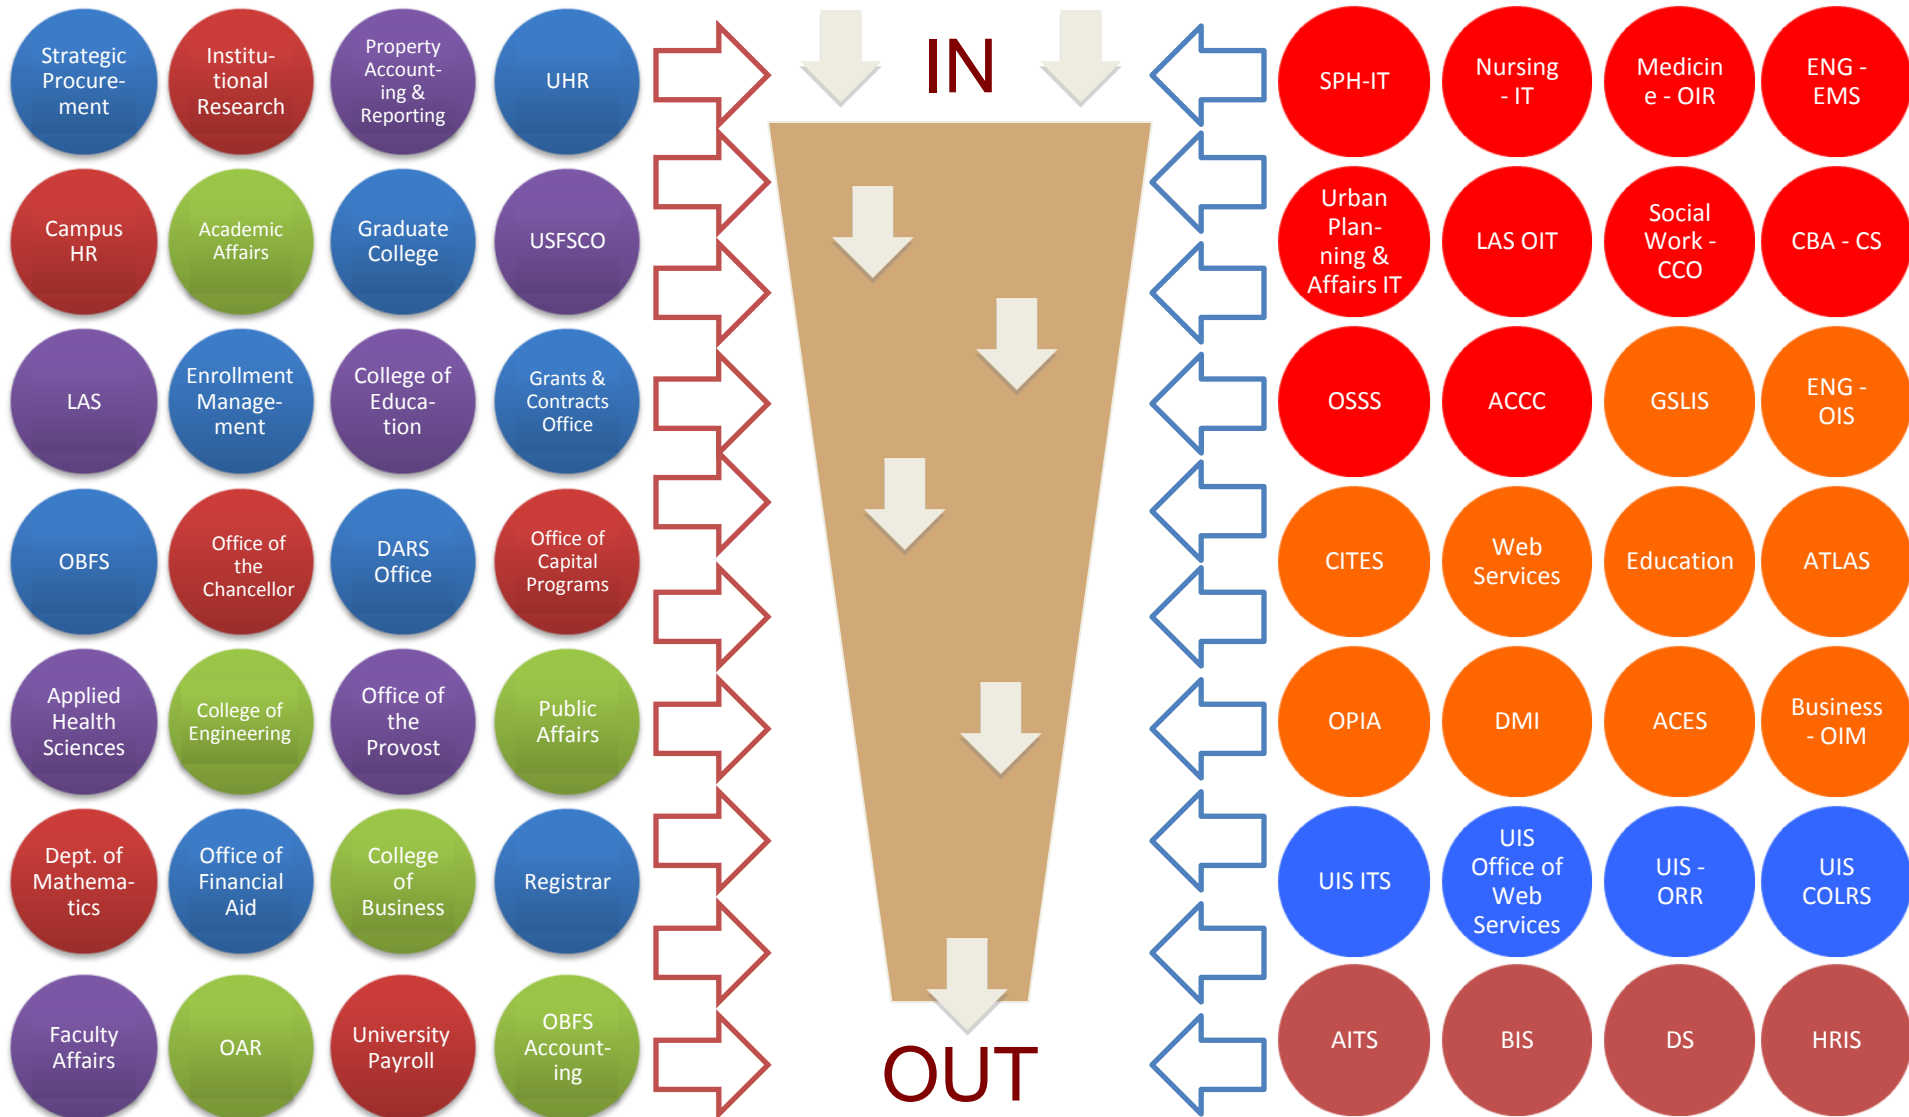 Strategic
Procure-
ment
Institu-
tional
Research
Property
Account-
ing &
Reporting
UHR
IN
SPH-IT
Nursing
- IT
Medicin
e - OIR
ENG -
EMS
Campus
HR
Academic
Affairs
Graduate
College
USFSCO
Urban
Plan-
ning &
Affairs IT
LAS OIT
Social
Work -
CCO
CBA - CS
LAS
Enrollment
Manage-
ment
College of
Educa-
tion
Grants &
Contracts
Office
OSSS
ACCC
GSLIS
ENG -
OIS
OBFS
Office of
the
Chancellor
DARS
Office
Office of
Capital
Programs
CITES
Web
Services
Education
ATLAS
Applied
Health
Sciences
College of
Engineering
Office of
the
Provost
Public
Affairs
OPIA
DMI
ACES
Business
- OIM
Dept. of
Mathema-
tics
Office of
Financial
Aid
College
of
Business
Registrar
UIS ITS
UIS
Office of
Web
Services
UIS -
ORR
UIS
COLRS
Faculty
Affairs
OAR
University
Payroll
OBFS
Account-
ing
OUT
AITS
BIS
DS
HRIS